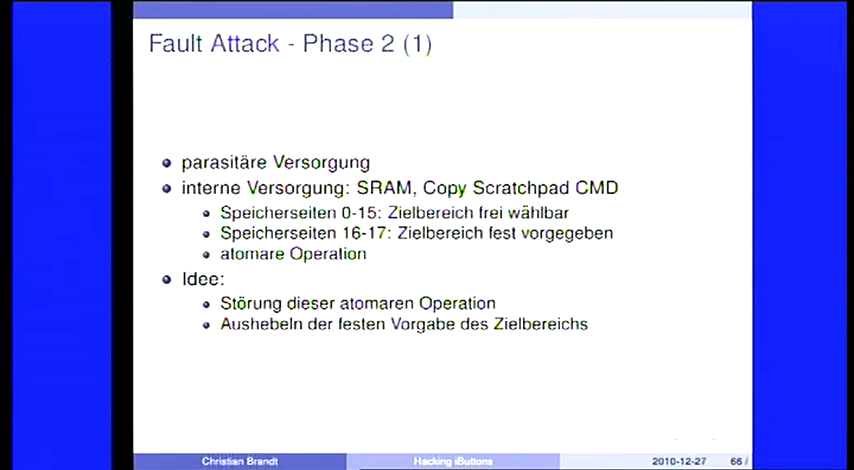 Fault Attack - Phase 2 (1)
parasitäre Versorgung
interne Versorgung: SRAM, Copy Scratchpad CMD
Speicherseiten 0-15: Zielbereich frei wählbar
Speicherseiten 16-17: Zielbereich fest vorgegeben
atomare Operation
Idee:
Störung dieser atomaren Operation
Aushebeln der festen Vorgabe des Zielbereichs
Christian Brandt Hacking iButtons 2010-12-27 66 /